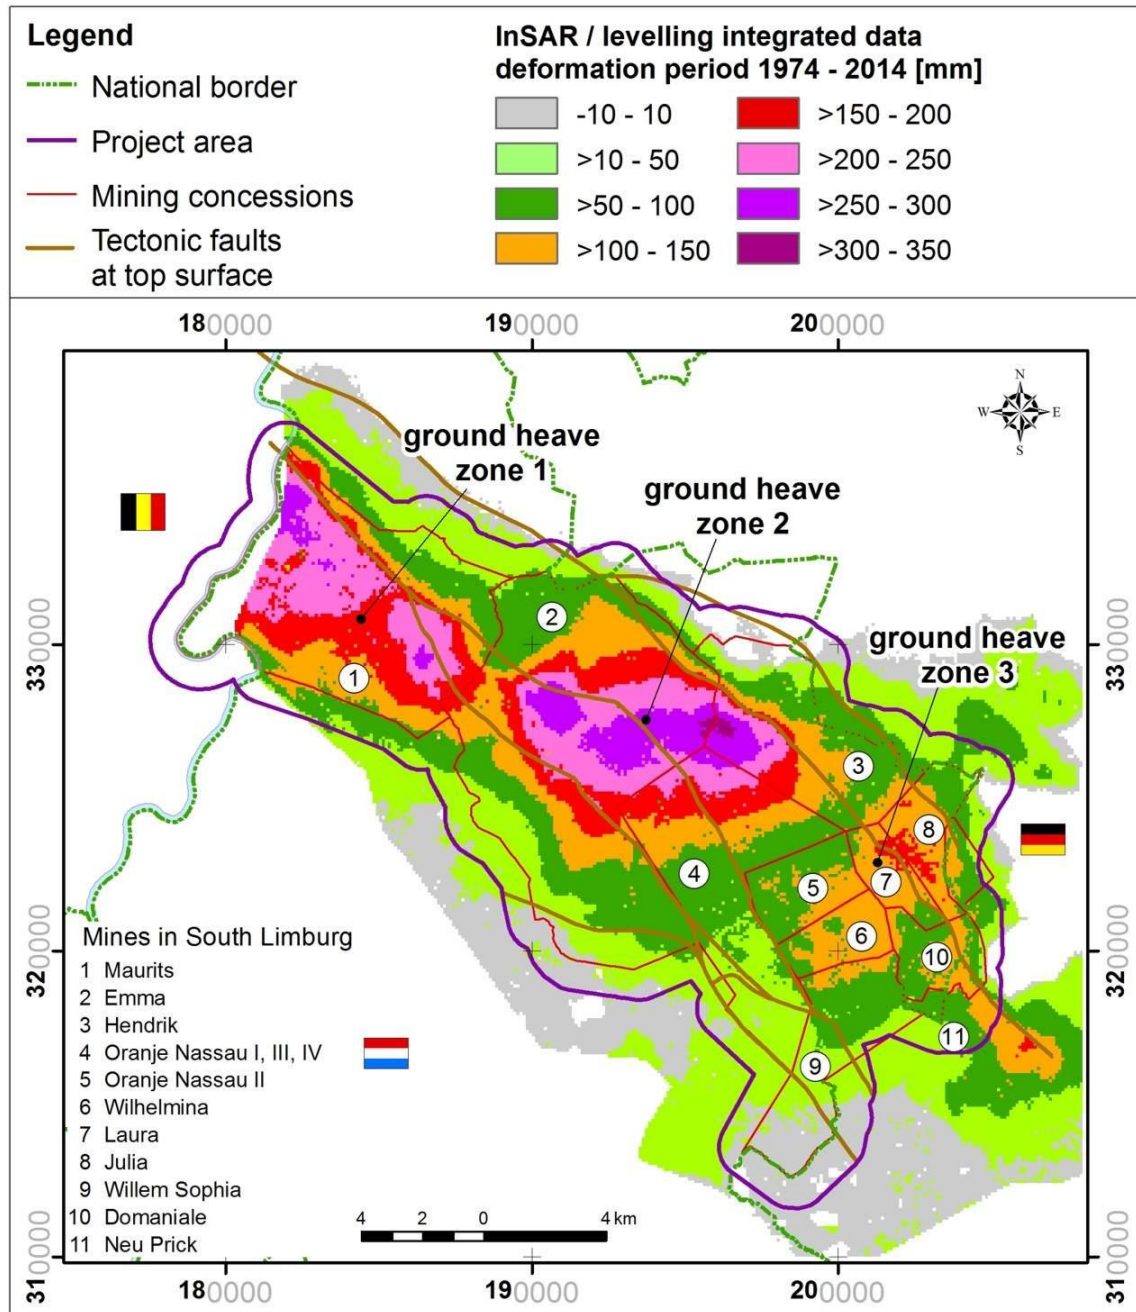 Legend
National border
Project area
Mining concessions
Tectonic faults
at top surface
InSAR / levelling integrated data
deformation period 1974 - 2014 [mm]
-10 - 10
>10 - 50
>50 - 100
>100 - 150
>150 - 200
>200 - 250
>250 - 300
>300 - 350
180000
190000
200000
N
W
E
S
ground heave
zone 1
ground heave
zone 2
ground heave
zone 3
330000
330000
320000
320000
310000
310000
1
2
3
4
5
6
7
8
9
10
11
Mines in South Limburg
1 Maurits
2 Emma
3 Hendrik
4 Oranje Nassau I, III, IV
5 Oranje Nassau II
6 Wilhelmina
7 Laura
8 Julia
9 Willem Sophia
10 Domaniale
11 Neu Prick
4 2 0 4 km
180000
190000
200000